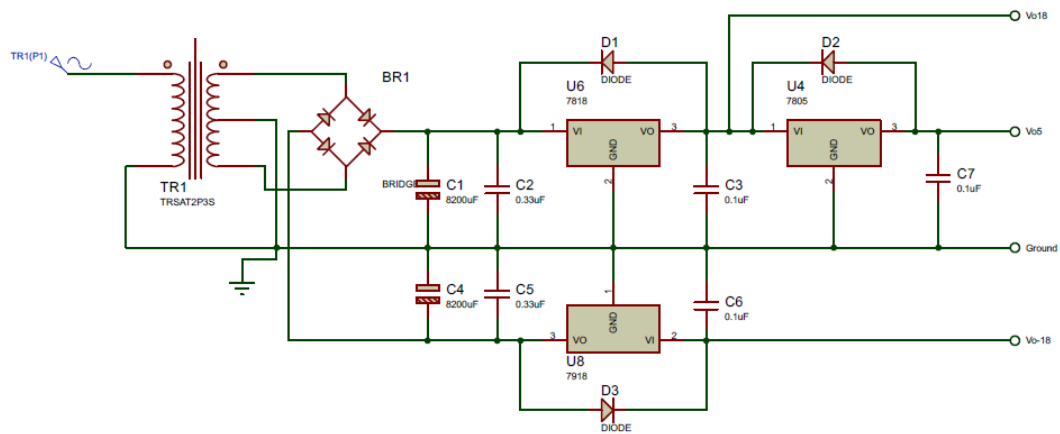 Vo18
TR1(P1)
D1
DIODE
D2
DIODE
BR1
U6
7818
U4
7805
1
VI
VO
3
GND
2
1
VI
VO
3
GND
2
Vo5
TR1
TRSAT2P3S
BRIDGE
C1
8200uF
C2
0.33uF
C3
0.1uF
C7
0.1uF
Ground
C4
8200uF
C5
0.33uF
C6
0.1uF
1
GND
3
VO
VI
2
U8
7918
Vo-18
D3
DIODE